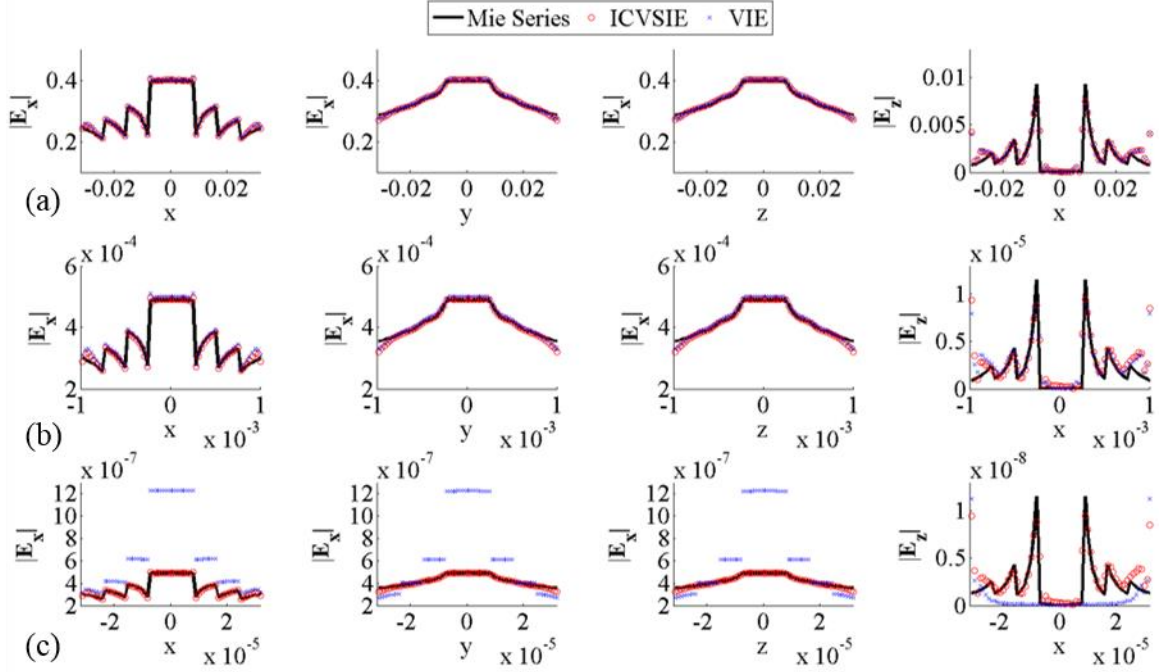 Mie Series ICVSIE VIE
0.4 0.4 0.4 0.01
|Ex| |Ex| |Ex| |Ez|
0.2 0.2 0.2 0.005
0
-0.02 0 0.02 -0.02 0 0.02 -0.02 0 0.02 -0.02 0 0.02
(a) x y z x
x 10-4 x 10-4 x 10-4 x 10-5
6 6 6 1
|Ex| |Ex| |Ex| |Ez|
4 4 4 0.5
2 2 2 0
-1 0 1 -1 0 1 -1 0 1 -1 0 1
(b) x x 10-3 y x 10-3 z x 10-3 x x 10-3
x 10-7 x 10-7 x 10-7 x 10-8
12 12 12 1
10 10 10
|Ex| |Ex| |Ex| |Ez|
8 8 8 0.5
6 6 6
4 4 4
2 2 2 0
-2 0 2 -2 0 2 -2 0 2 -2 0 2
(c) x x 10-5 y x 10-5 z x 10-5 x x 10-5